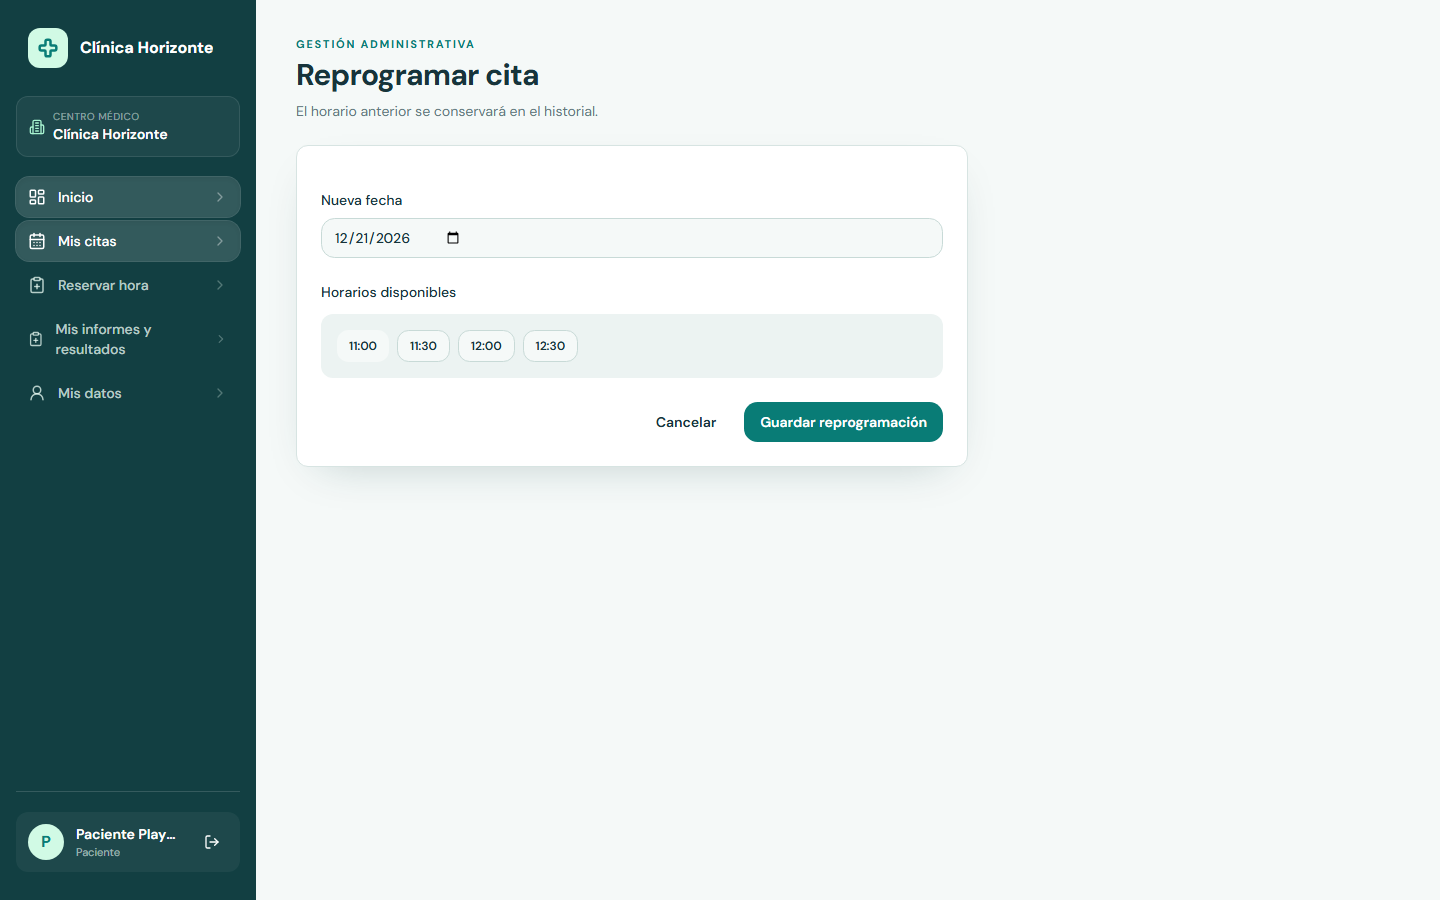 Clínica Horizonte
CENTRO MÉDICO
Clínica Horizonte
Inicio
Mis citas
Reservar hora
Mis informes y
resultados
Mis datos
P
Paciente Play...
Paciente
GESTIÓN ADMINISTRATIVA
Reprogramar cita
El horario anterior se conservará en el historial.
Nueva fecha
12/21/2026
Horarios disponibles
11:00 11:30 12:00 12:30
Cancelar Guardar reprogramación